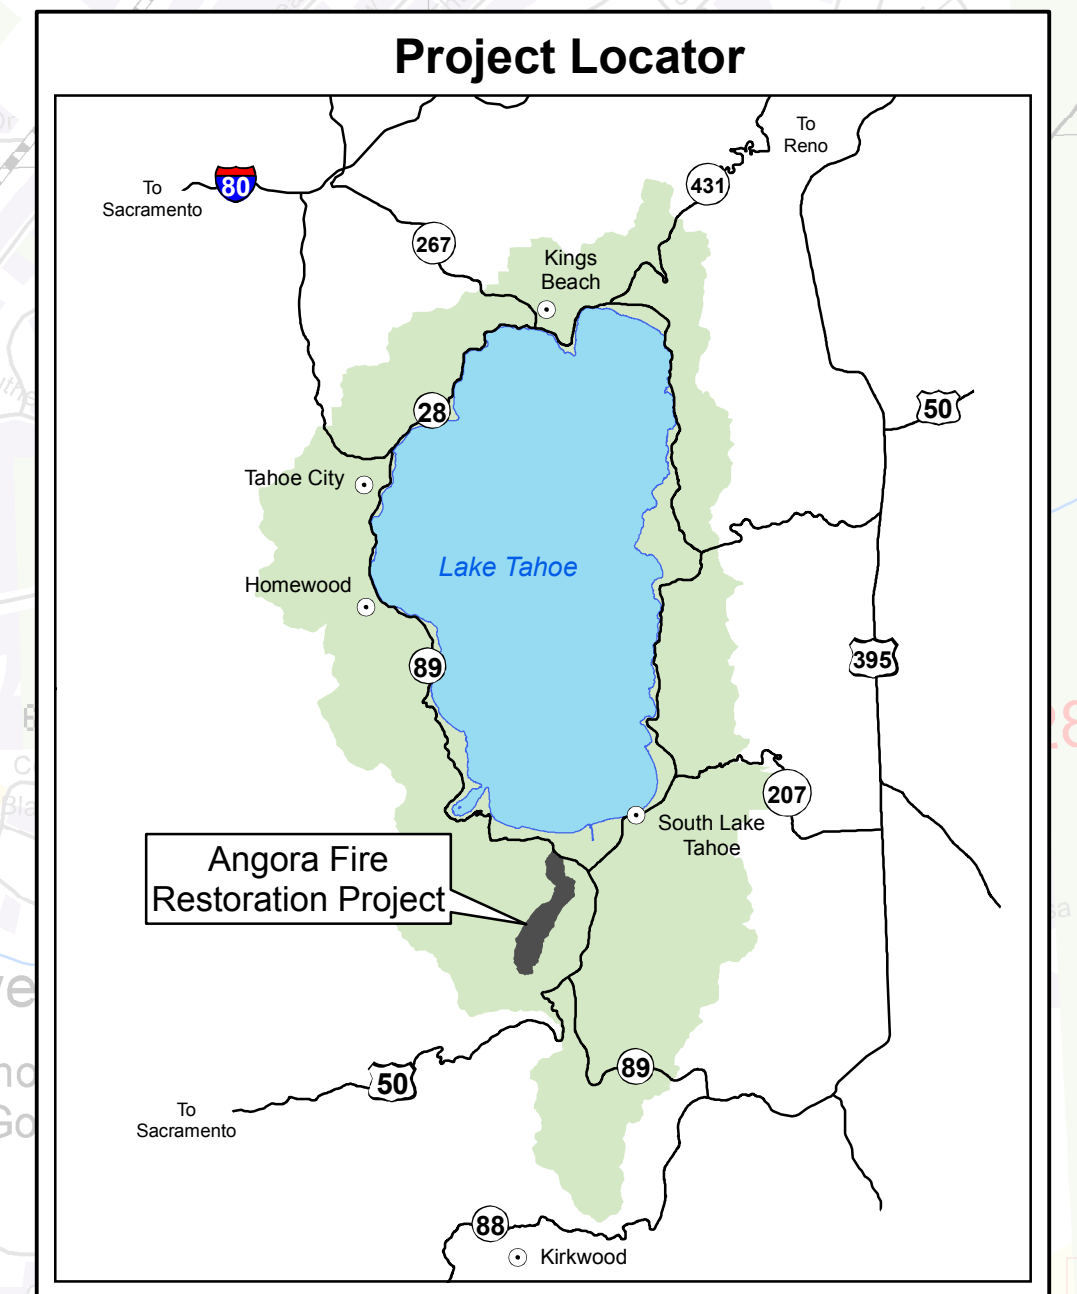 Project Locator
To
Reno
To
Sacramento
80
431
267
Kings
Beach
28
50
Tahoe City
Lake Tahoe
Homewood
89
395
207
South Lake
Tahoe
Angora Fire
Restoration Project
89
50
To
Sacramento
88
Kirkwood